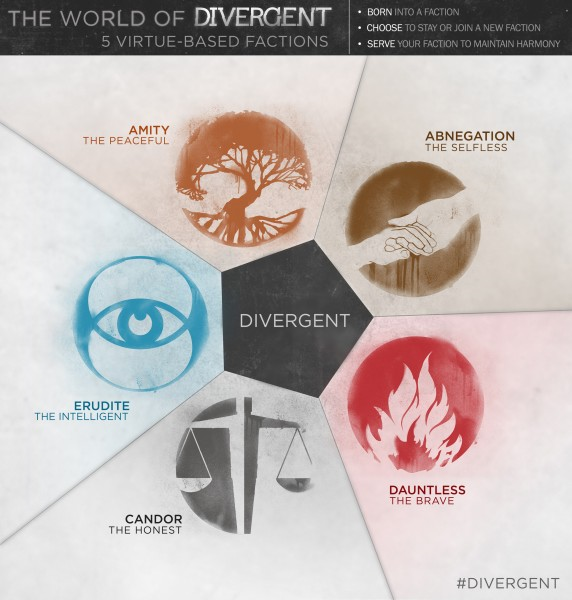 THE WORLD OF DIVERGENT
5 VIRTUE-BASED FACTIONS
• BORN INTO A FACTION
• CHOOSE TO STAY OR JOIN A NEW FACTION
• SERVE YOUR FACTION TO MAINTAIN HARMONY
AMITY
THE PEACEFUL
ABNEGATION
THE SELFLESS
DIVERGENT
ERUDITE
THE INTELLIGENT
DAUNTLESS
THE BRAVE
CANDOR
THE HONEST
#DIVERGENT